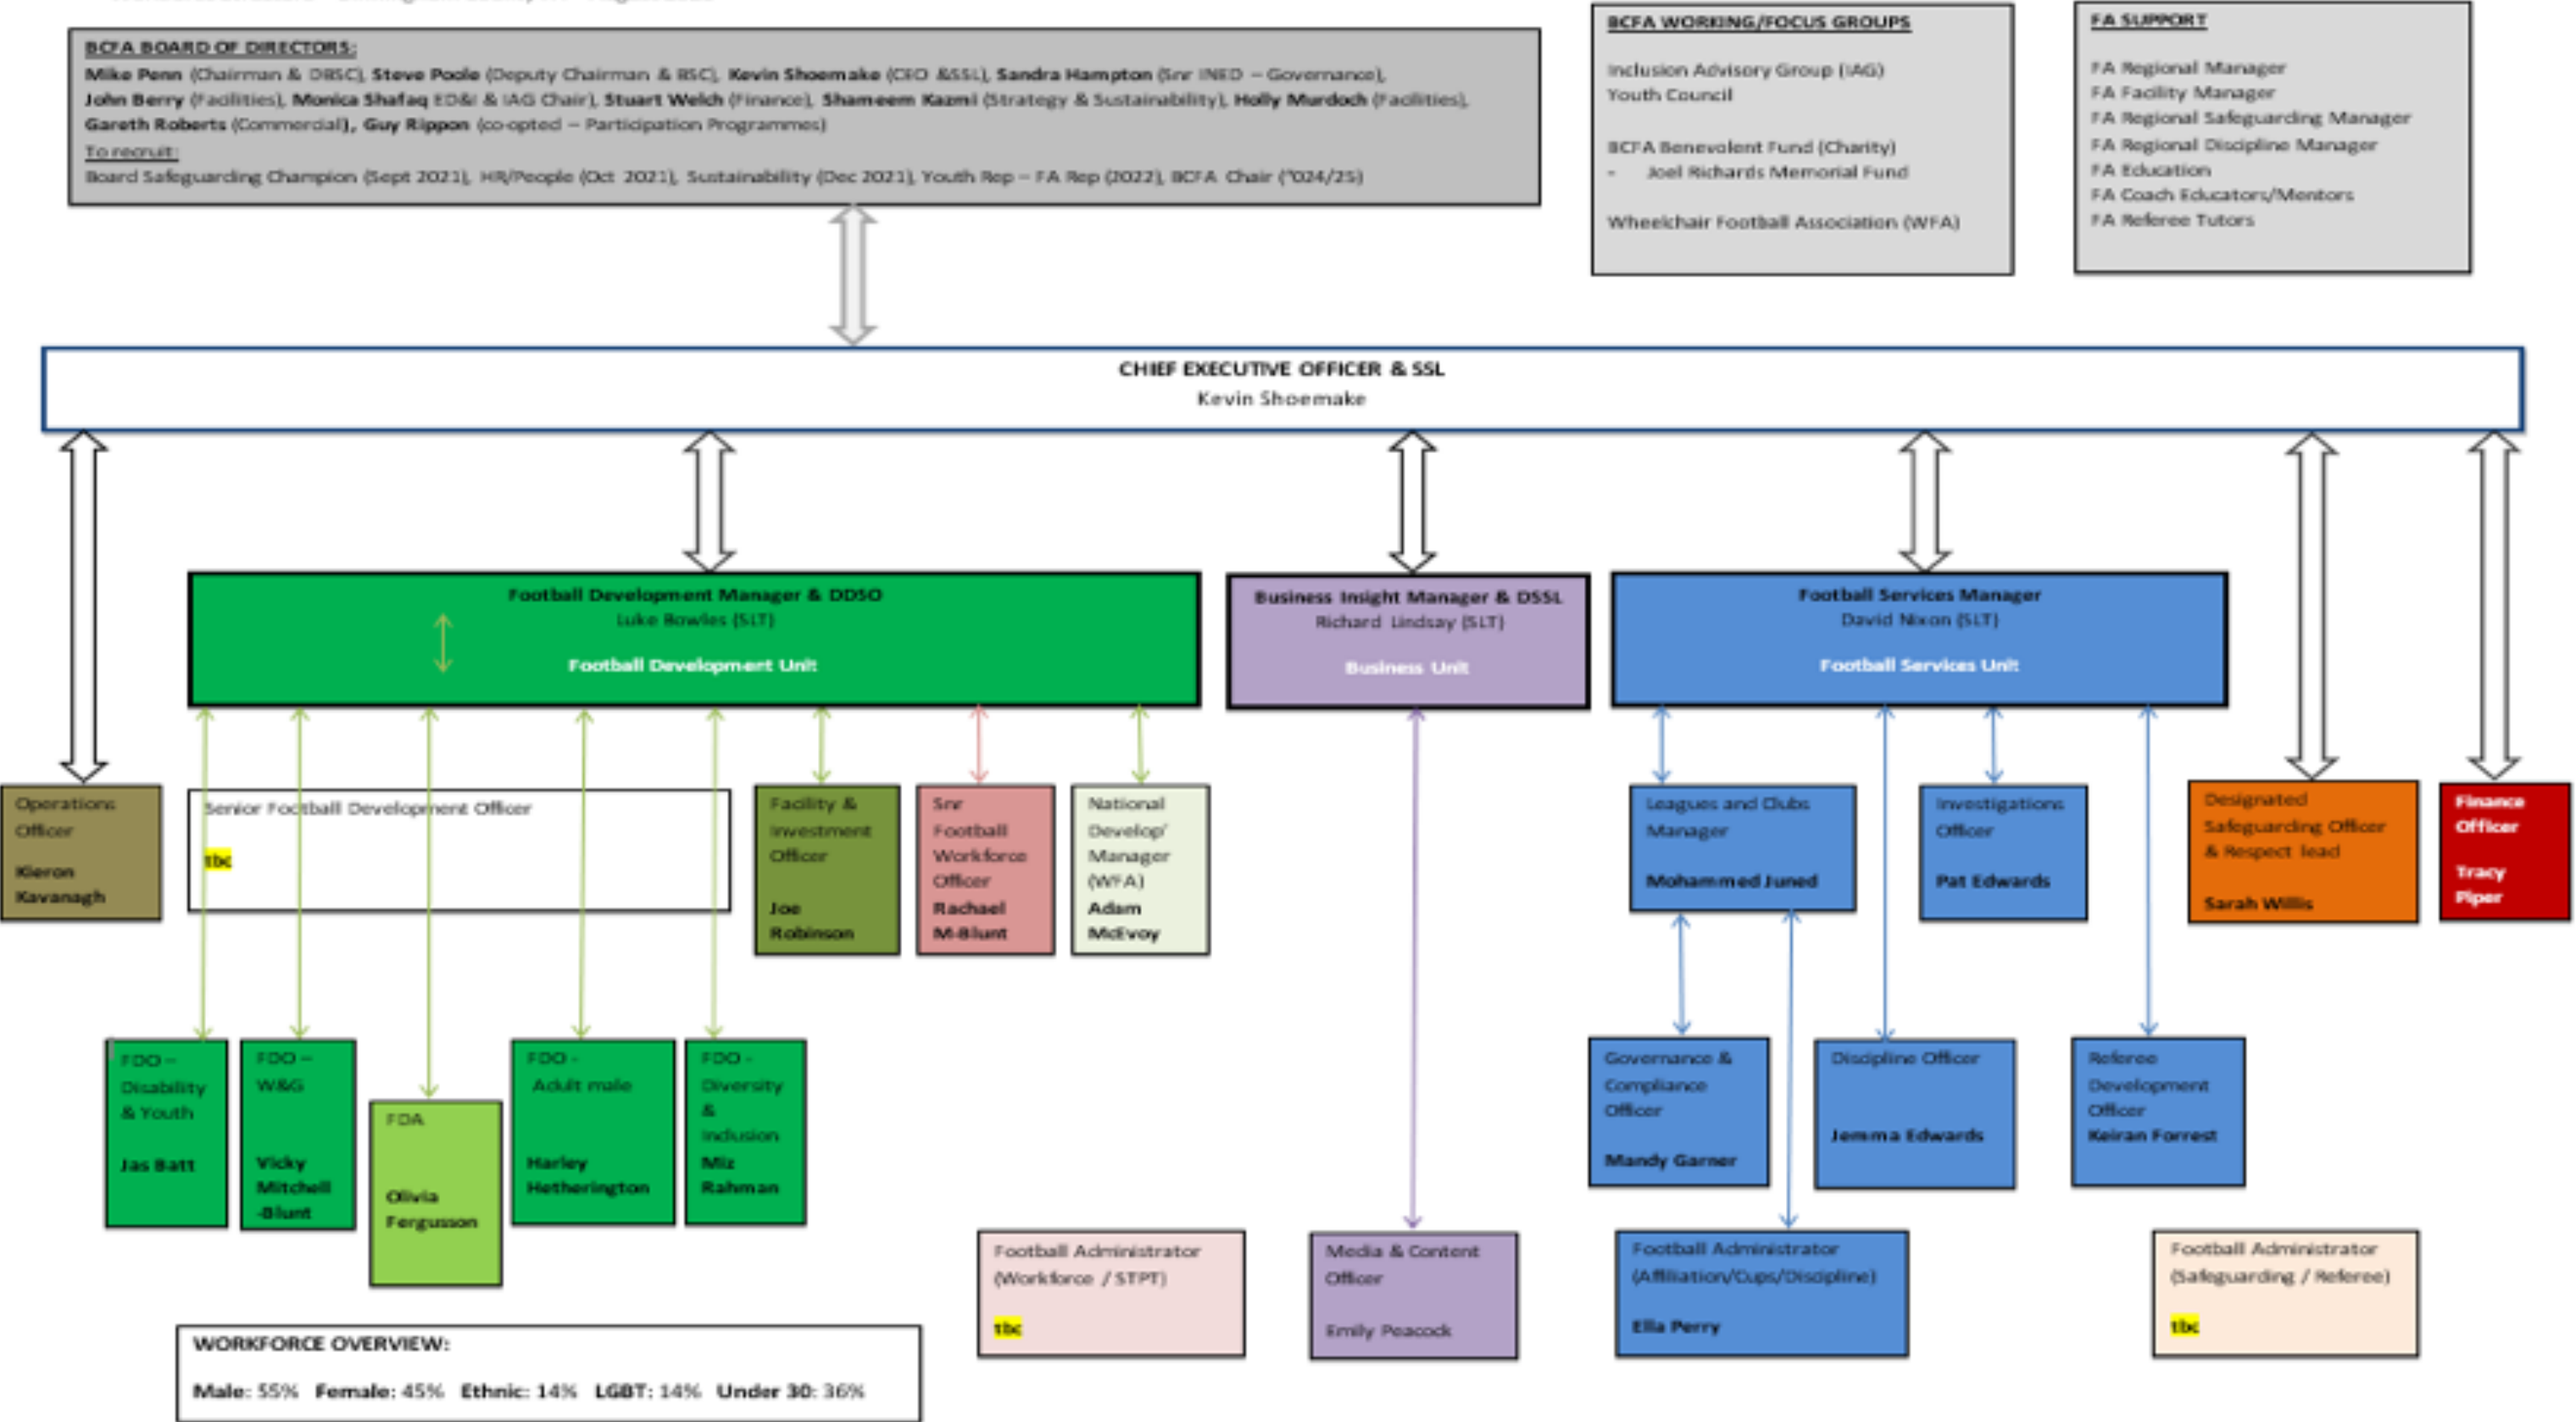 BCFA BOARD OF DIRECTORS:
Mike Penn (Chairman & DBSC), Steve Poole (Deputy Chairman & BSC), Kevin Shoemake (CEO &SSL), Sandra Hampton (Snr INED – Governance),
John Berry (Facilities), Monica Shafaq ED&I & IAG Chair), Stuart Welch (Finance), Shameem Kazmi (Strategy & Sustainability), Holly Murdoch (Facilities),
Gareth Roberts (Commercial), Guy Rippon (co-opted – Participation Programmes)
To recruit:
Board Safeguarding Champion (Sept 2021), HR/People (Oct 2021), Sustainability (Dec 2021), Youth Rep – FA Rep (2022), BCFA Chair (“024/25)
BCFA WORKING/FOCUS GROUPS
Inclusion Advisory Group (IAG)
Youth Council
BCFA Benevolent Fund (Charity)
- Joel Richards Memorial Fund
Wheelchair Football Association (WFA)
FA SUPPORT
FA Regional Manager
FA Facility Manager
FA Regional Safeguarding Manager
FA Regional Discipline Manager
FA Education
FA Coach Educators/Mentors
FA Referee Tutors
CHIEF EXECUTIVE OFFICER & SSL
Kevin Shoemake
Football Development Manager & DDSO
Luke Bowles (SLT)
Football Development Unit
Business Insight Manager & DSSL
Richard Lindsay (SLT)
Business Unit
Football Services Manager
David Nixon (SLT)
Football Services Unit
Operations
Officer
Kieron
Kavanagh
Senior Football Development Officer
tbc
Facility &
Investment
Officer
Joe
Robinson
Snr
Football
Workforce
Officer
Rachael
M-Blunt
National
Develop'
Manager
(WFA)
Adam
McEvoy
Leagues and Clubs
Manager
Mohammed Juned
Investigations
Officer
Pat Edwards
Designated
Safeguarding Officer
& Respect lead
Sarah Willis
Finance
Officer
Tracy
Piper
FDO –
Disability
& Youth
Jas Batt
FDO –
W&G
Vicky
Mitchell
-Blunt
FDA
Olivia
Fergusson
FDO -
Adult male
Harley
Hetherington
FDO -
Diversity
&
Inclusion
Miz
Rahman
Governance &
Compliance
Officer
Mandy Garner
Discipline Officer
Jemma Edwards
Referee
Development
Officer
Keiran Forrest
Football Administrator
(Workforce / STPT)
tbc
Media & Content
Officer
Emily Peacock
Football Administrator
(Affiliation/Cups/Discipline)
Ella Perry
Football Administrator
(Safeguarding / Referee)
tbc
WORKFORCE OVERVIEW:
Male: 55% Female: 45% Ethnic: 14% LGBT: 14% Under 30: 36%